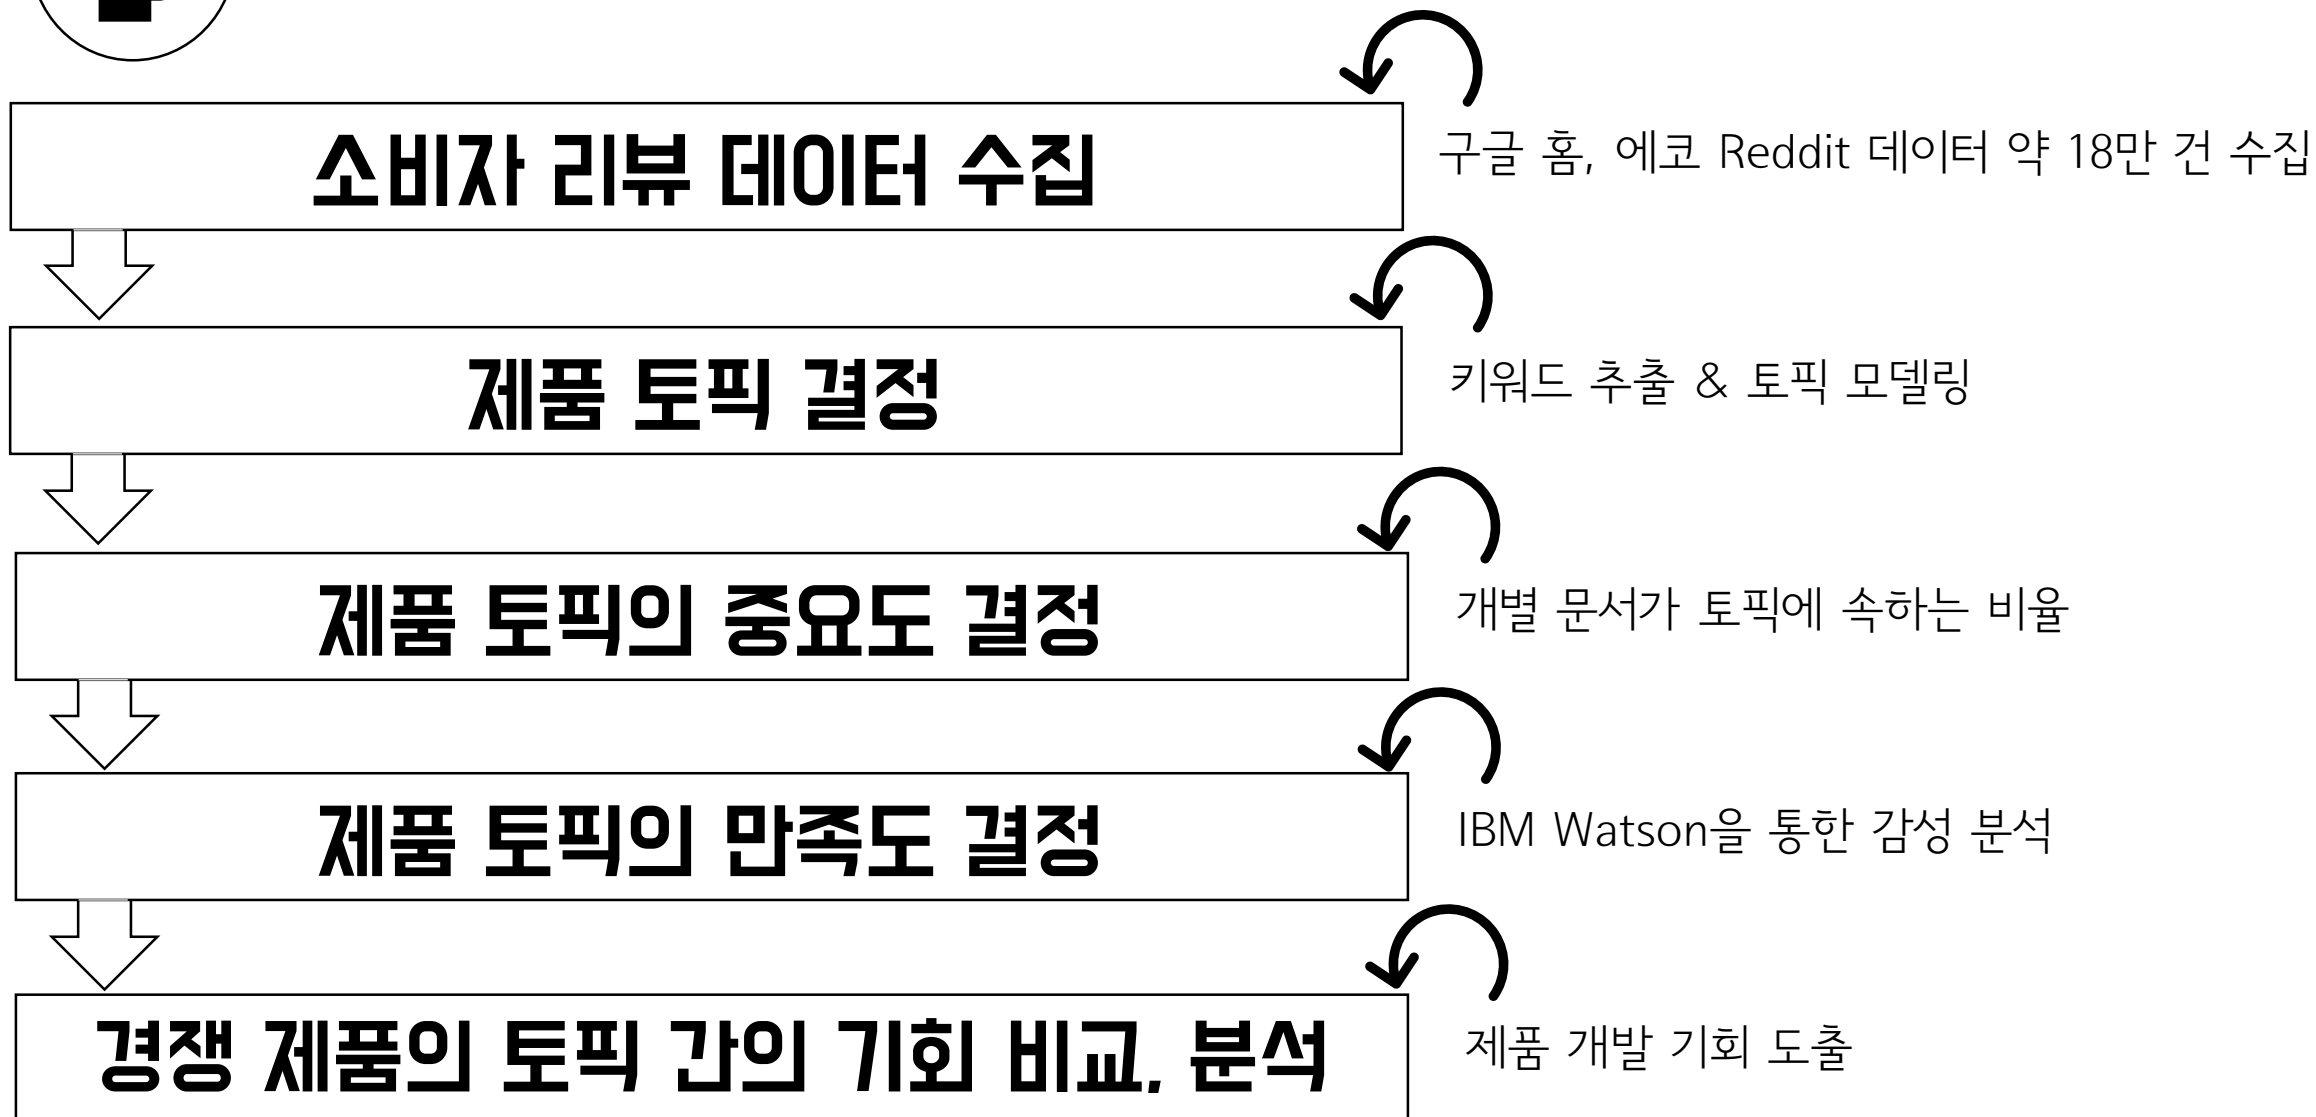 소비자 리뷰 데이터 수집
구글 홈, 에코 Reddit 데이터 약 18만 건 수집
제품 토픽 결정
키워드 추출 & 토픽 모델링
제품 토픽의 중요도 결정
개별 문서가 토픽에 속하는 비율
제품 토픽의 만족도 결정
IBM Watson을 통한 감성 분석
경쟁 제품의 토픽 간의 기회 비교, 분석
제품 개발 기회 도출